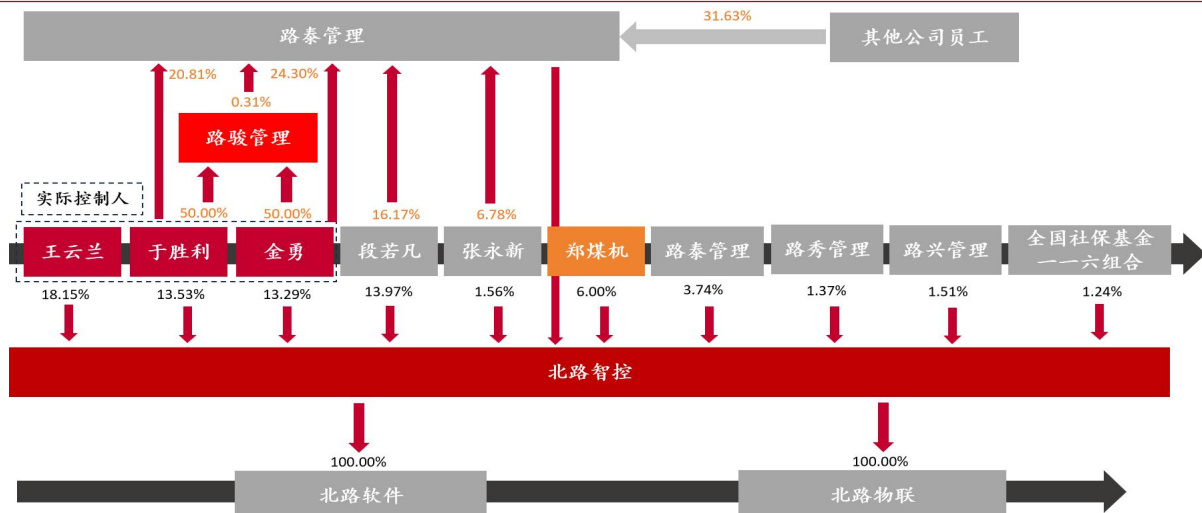 31.63%
路泰管理
其他公司员工
20.81%
24.30%
0.31%
路骏管理
实际控制人
50.00%
50.00%
16.17%
6.78%
王云兰
于胜利
金勇
段若凡
张永新
郑煤机
路泰管理
路秀管理
路兴管理
全国社保基金
一一六组合
18.15%
13.53%
13.29%
13.97%
1.56%
6.00%
3.74%
1.37%
1.51%
1.24%
北路智控
100.00%
100.00%
北路软件
北路物联